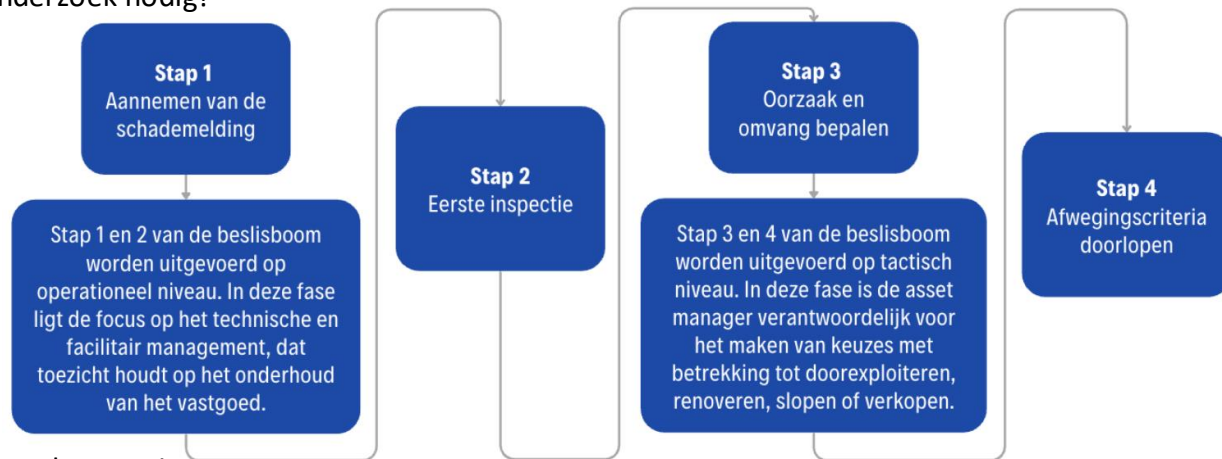 nderzoek nodig?
Stap 1
Aannemen van de
schademelding
Stap 1 en 2 van de beslisboom
worden uitgevoerd op
operationeel niveau. In deze fase
ligt de focus op het technische en
facilitair management, dat
toezicht houdt op het onderhoud
van het vastgoed.
Stap 2
Eerste inspectie
Stap 3
Oorzaak en
omvang bepalen
Stap 3 en 4 van de beslisboom
worden uitgevoerd op tactisch
niveau. In deze fase is de asset
manager verantwoordelijk voor
het maken van keuzes met
betrekking tot doorexploiteren,
renoveren, slopen of verkopen.
Stap 4
Afwegingscriteria
doorlopen